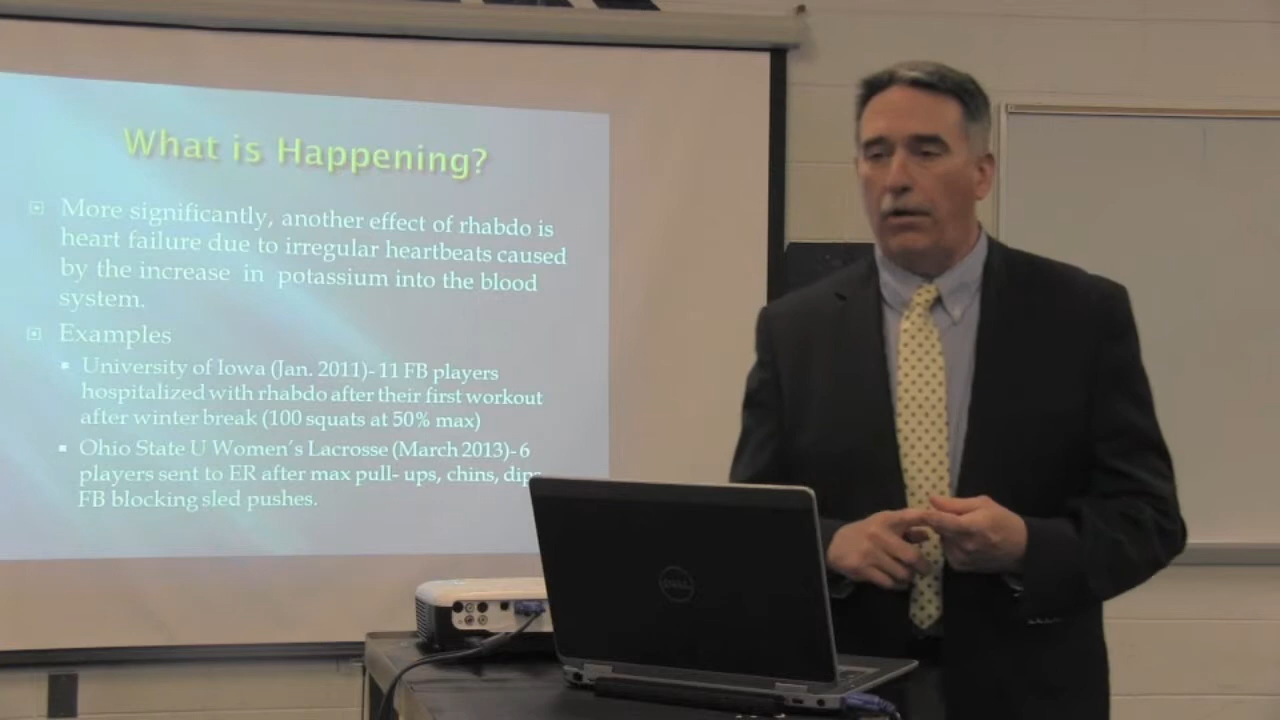 What is Happening?
More significantly, another effect of rhabdo is
heart failure due to irregular heartbeats caused
by the increase in potassium into the blood
system.
Examples
University of Iowa (Jan. 2011)- 11 FB players
hospitalized with rhabdo after their first workout
after winter break (100 squats at 50% max)
Ohio State U Women's Lacrosse (March 2013)- 6
players sent to ER after max pull- ups, chins, dips
FB blocking sled pushes.
DELL